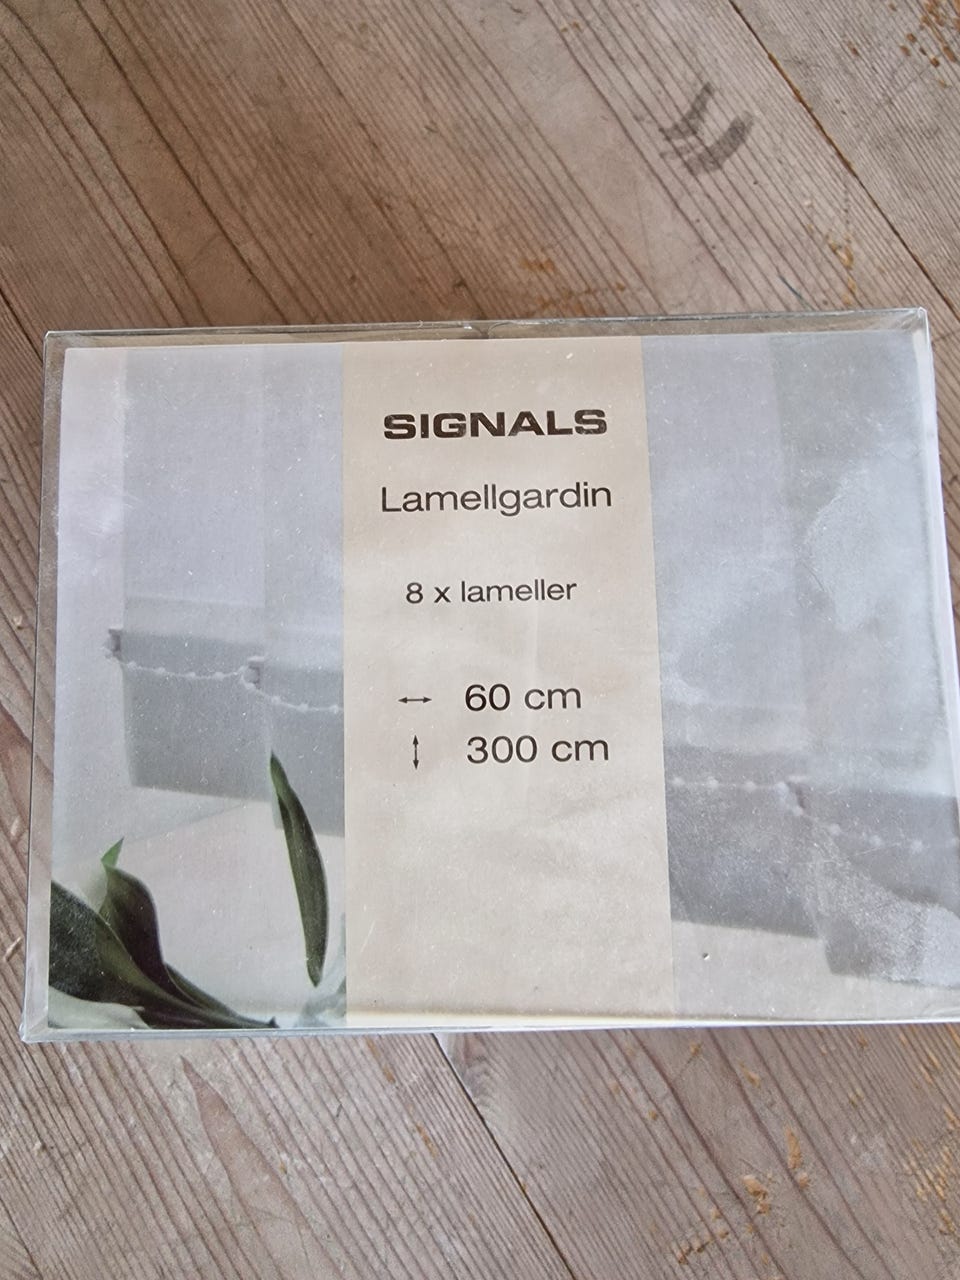 SIGNALS
Lamellgardin
8 x lameller
↔ 60 cm
↕ 300 cm